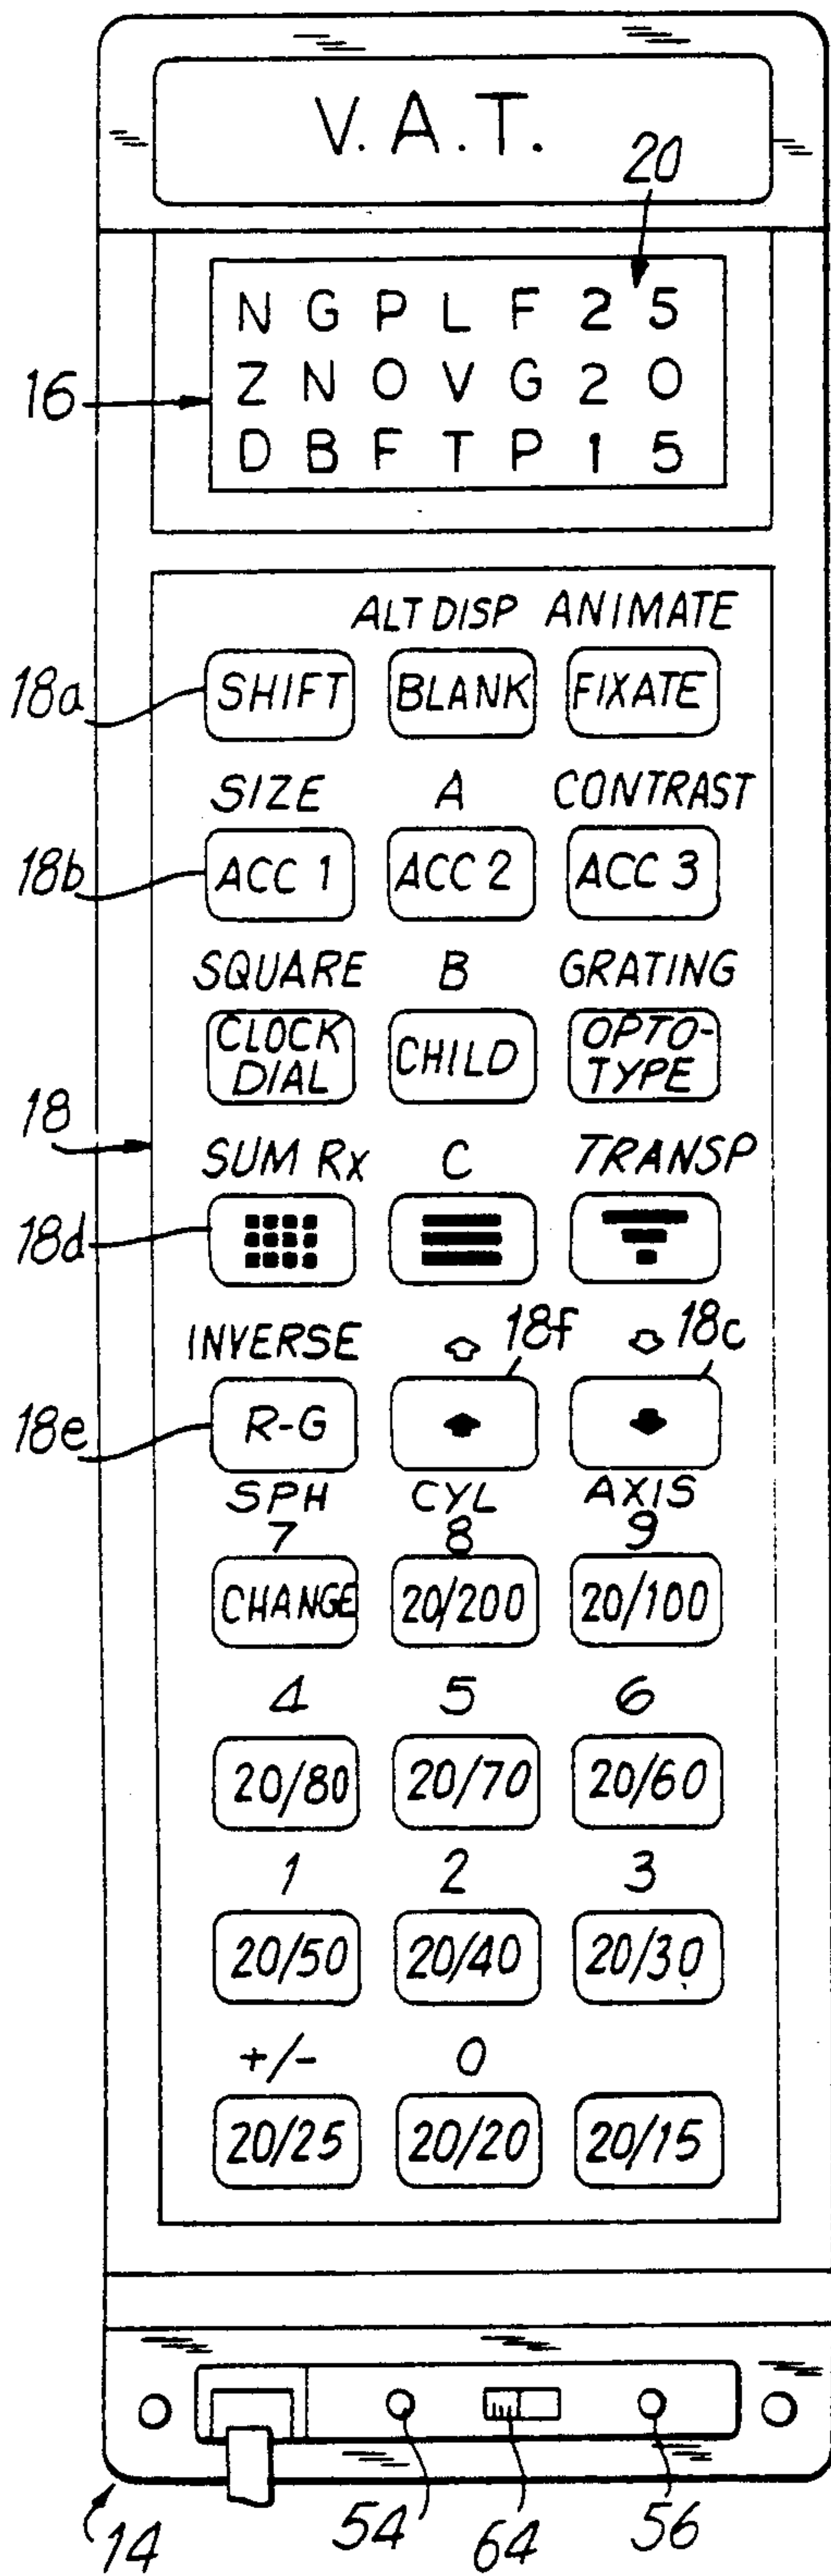 V. A. T.
20
N G P L F 2 5
16
Z N O V G 2 0
D B F T P 1 5
ALT DISP ANIMATE
18a SHIFT BLANK FIXATE
SIZE A CONTRAST
18b ACC 1 ACC 2 ACC 3
SQUARE B GRATING
CLOCK DIAL CHILD OPTO-TYPE
18
SUM Rx C TRANSP
18d
INVERSE 18f 18c
18e R-G
SPH CYL AXIS
7 8 9
CHANGE 20/200 20/100
4 5 6
20/80 20/70 20/60
1 2 3
20/50 20/40 20/30
+/- 0
20/25 20/20 20/15
14 54 64 56